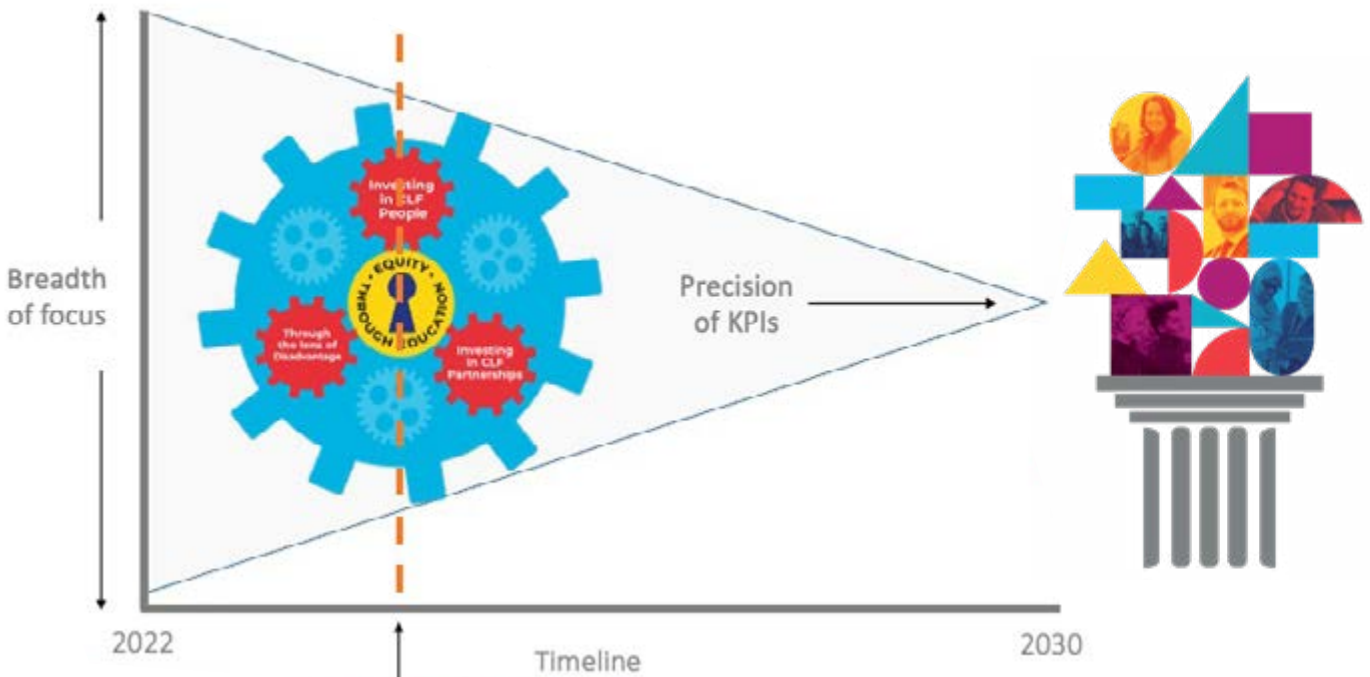 Breadth
of focus
Investing
in CLF
People
• EQUITY •
THROUGH EDUCATION
Through
the lens of
Disadvantage
Investing
in CLF
Partnerships
Precision
of KPIs
2022
Timeline
2030